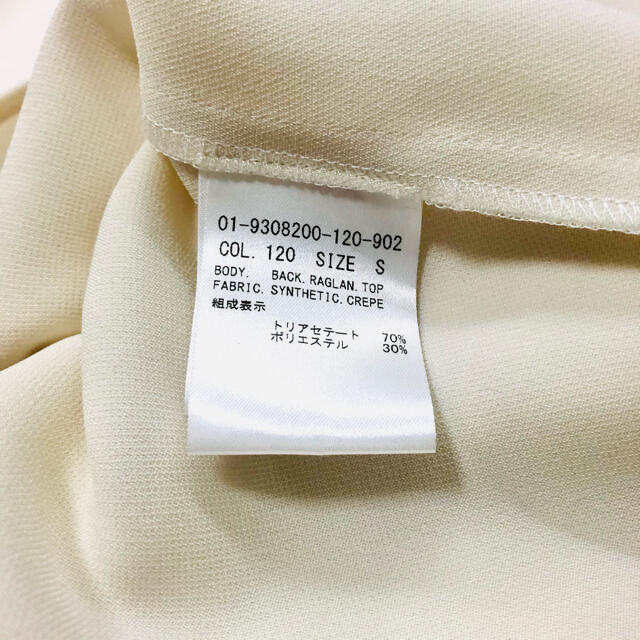 01-9308200-120-902
COL. 120 SIZE S
BODY. BACK.RAGLAN.TOP
FABRIC. SYNTHETIC.CREPE
組成表示
トリアセテート 70%
ポリエステル 30%